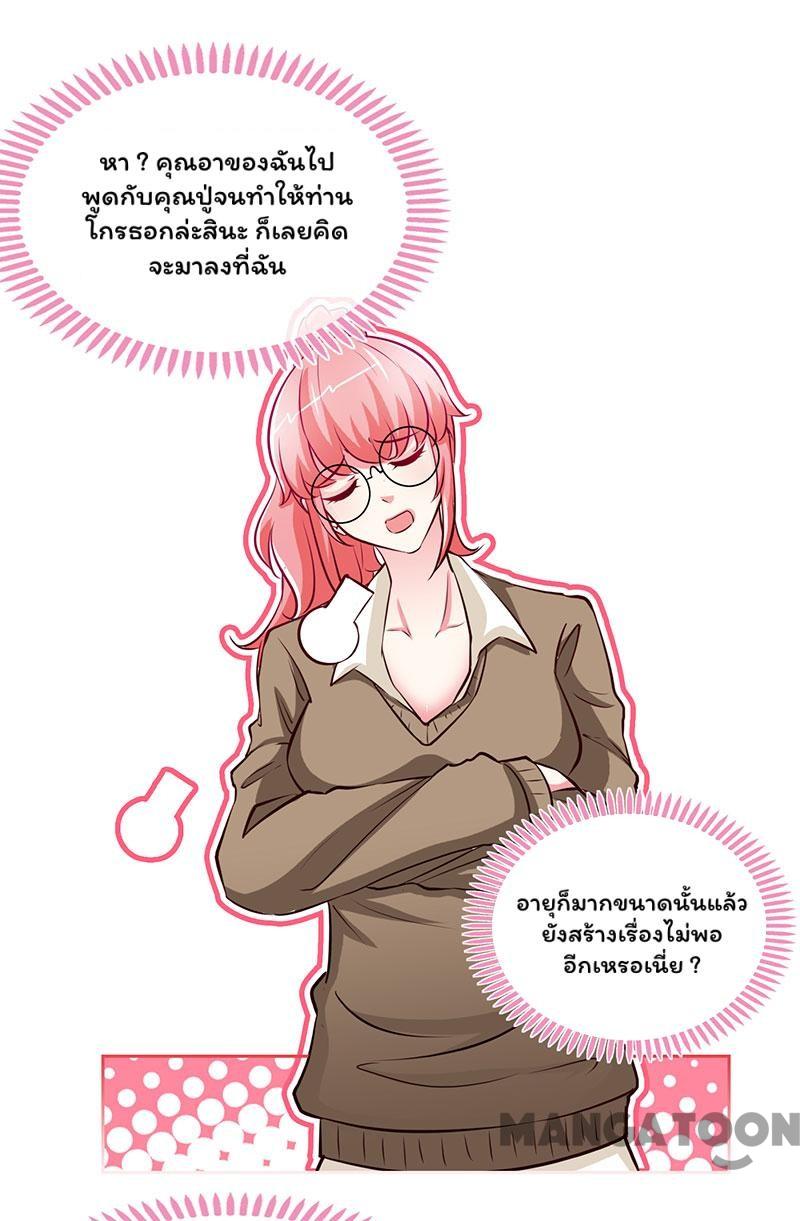 หา ? คุณอาของฉันไป
พูดกับคุณปู่จนทำให้ท่าน
โกรธอกล่ะสินะ ก็เลยคิด
จะมาลงที่ฉัน
อายุก็มากขนาดนั้นแล้ว
ยังสร้างเรื่องไม่พอ
อีกเหรอเนี่ย ?
MANGATOON